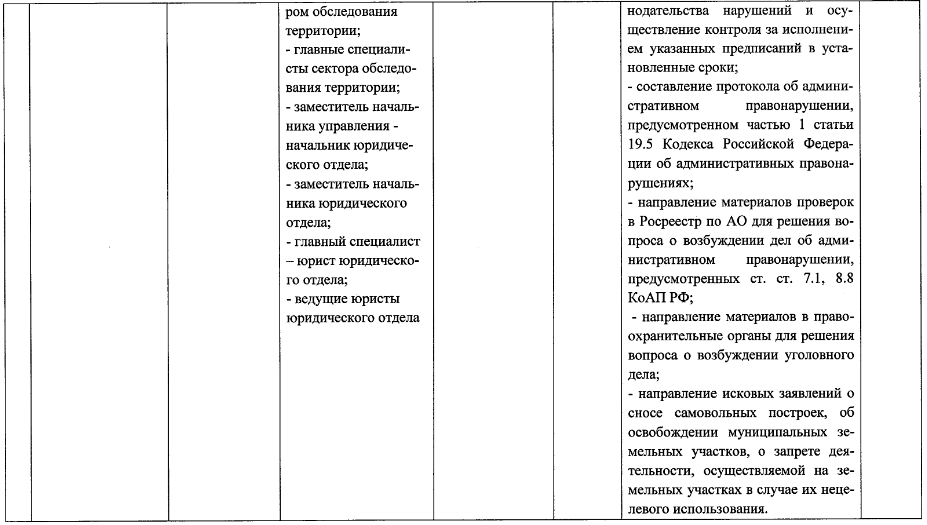 ром обследования
территории;
- главные специали-
сты сектора обследо-
вания территории;
- заместитель началь-
ника управления -
начальник юридиче-
ского отдела;
- заместитель началь-
ника юридического
отдела;
- главный специалист
– юрист юридическо-
го отдела;
- ведущие юристы
юридического отдела
нодательства нарушений и осу-
ществление контроля за исполнени-
ем указанных предписаний в уста-
новленные сроки;
- составление протокола об админи-
стративном правонарушении,
предусмотренном частью 1 статьи
19.5 Кодекса Российской Федера-
ции об административных правона-
рушениях;
- направление материалов проверок
в Росреестр по АО для решения во-
проса о возбуждении дел об адми-
нистративном правонарушении,
предусмотренных ст. ст. 7.1, 8.8
КоАП РФ;
- направление материалов в право-
охранительные органы для решения
вопроса о возбуждении уголовного
дела;
- направление исковых заявлений о
сносе самовольных построек, об
освобождении муниципальных зе-
мельных участков, о запрете дея-
тельности, осуществляемой на зе-
мельных участках в случае их неце-
левого использования.